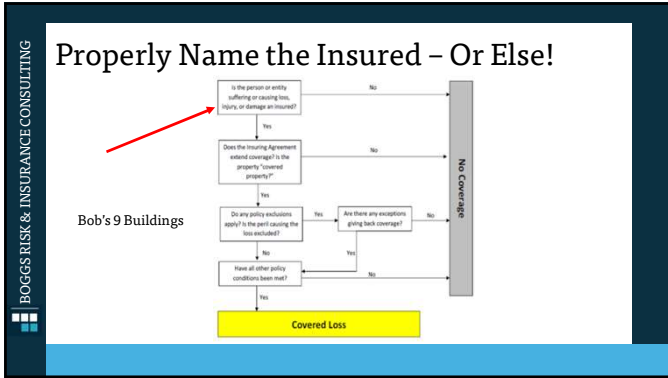 BOGGS RISK & INSURANCE CONSULTING
Properly Name the Insured – Or Else!
Is the person or entity
suffering or causing loss,
injury, or damage an insured?
No
Yes
Does the Insuring Agreement
extend coverage? Is the
property "covered
property?"
No
Yes
Bob's 9 Buildings
Do any policy exclusions
apply? Is the peril causing the
loss excluded?
Yes
Are there any exceptions
giving back coverage?
No
No
Yes
Have all other policy
conditions been met?
No
Yes
No Coverage
Covered Loss